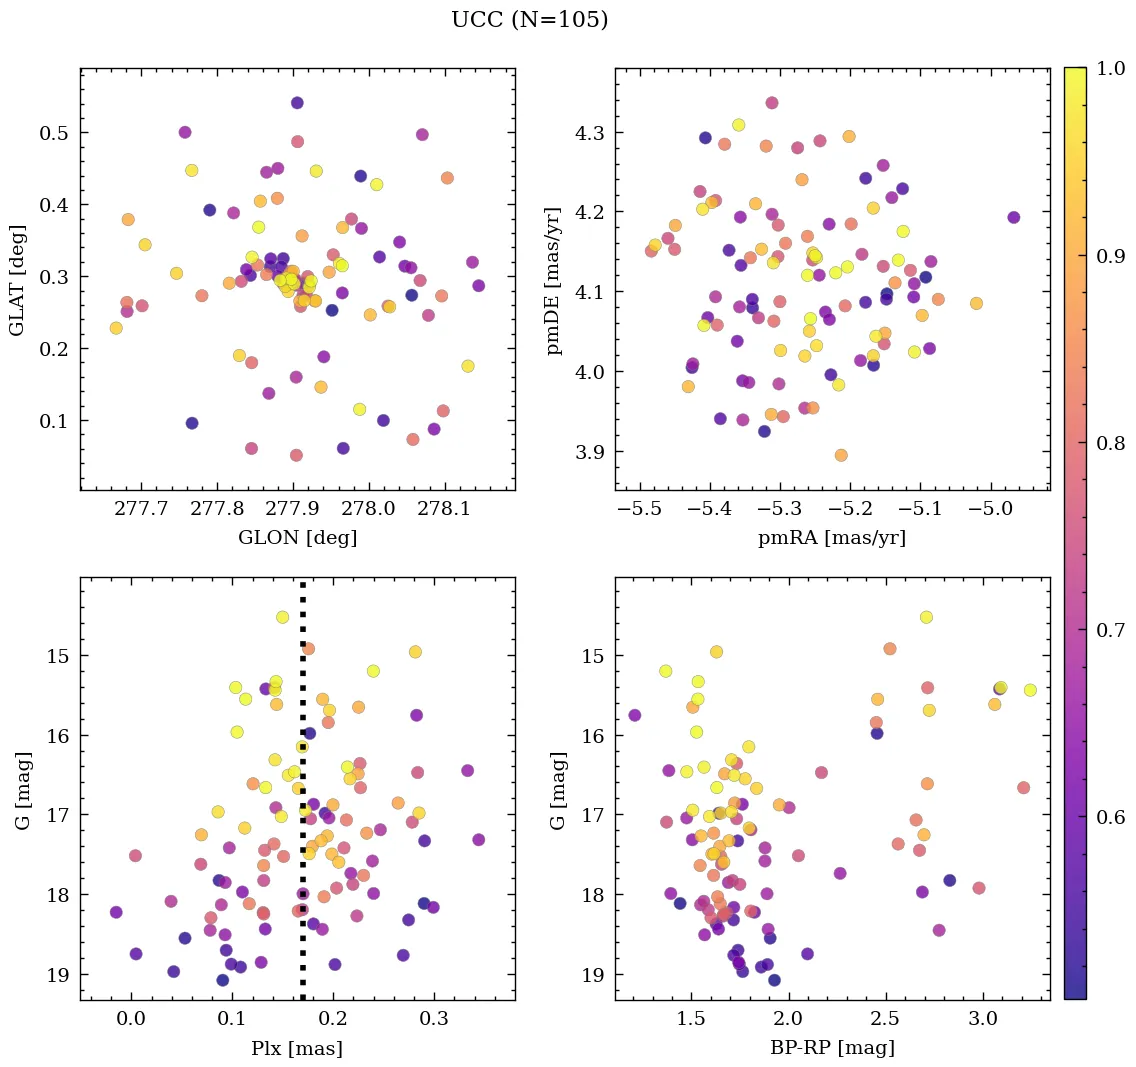 UCC (N=105)
0.5
0.4
0.3
0.2
0.1
GLAT [deg]
277.7 277.8 277.9 278.0 278.1
GLON [deg]
4.3
4.2
4.1
4.0
3.9
pmDE [mas/yr]
−5.5 −5.4 −5.3 −5.2 −5.1 −5.0
pmRA [mas/yr]
1.0
0.9
0.8
0.7
0.6
15
16
17
18
19
G [mag]
0.0 0.1 0.2 0.3
Plx [mas]
15
16
17
18
19
G [mag]
1.5 2.0 2.5 3.0
BP-RP [mag]